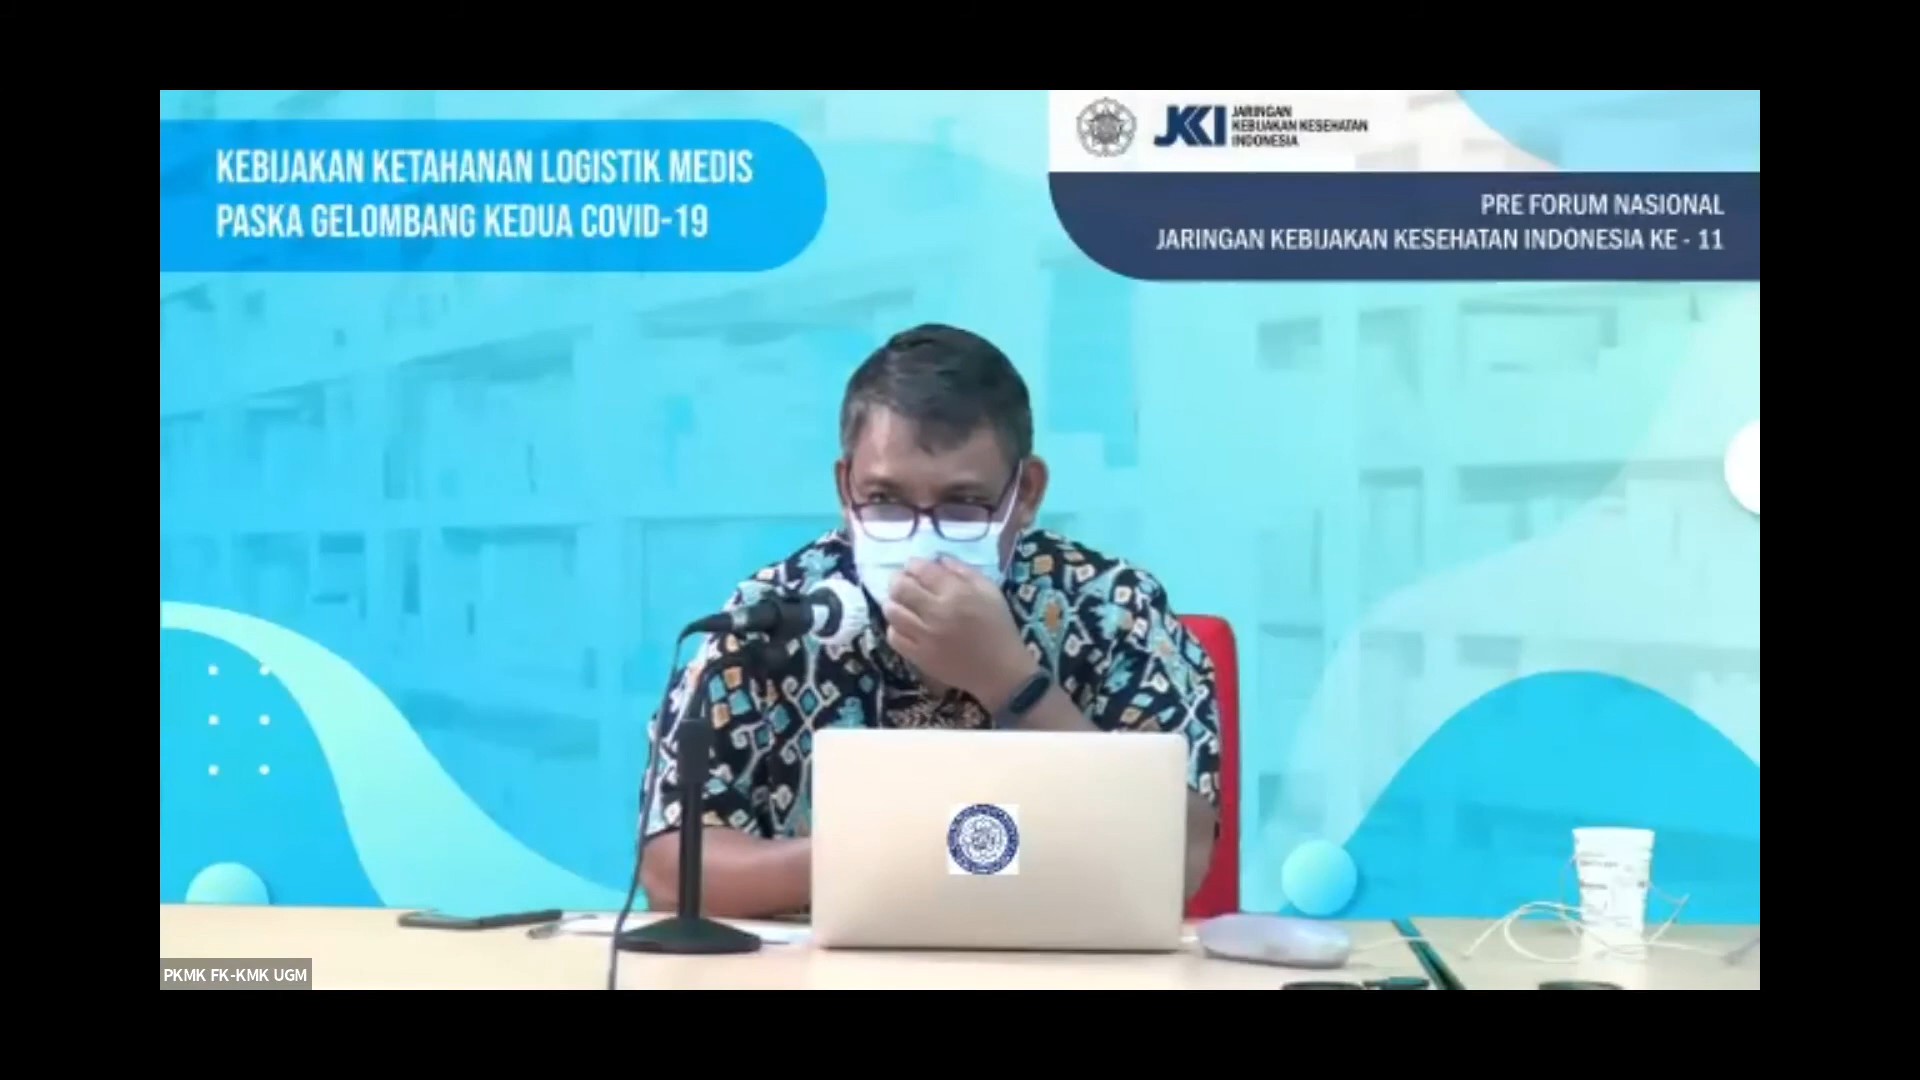 KEBIJAKAN KETAHANAN LOGISTIK MEDIS
PASKA GELOMBANG KEDUA COVID-19
JKKI
JARINGAN
KEBIJAKAN KESEHATAN
INDONESIA
PRE FORUM NASIONAL
JARINGAN KEBIJAKAN KESEHATAN INDONESIA KE - 11
PKMK FK-KMK UGM